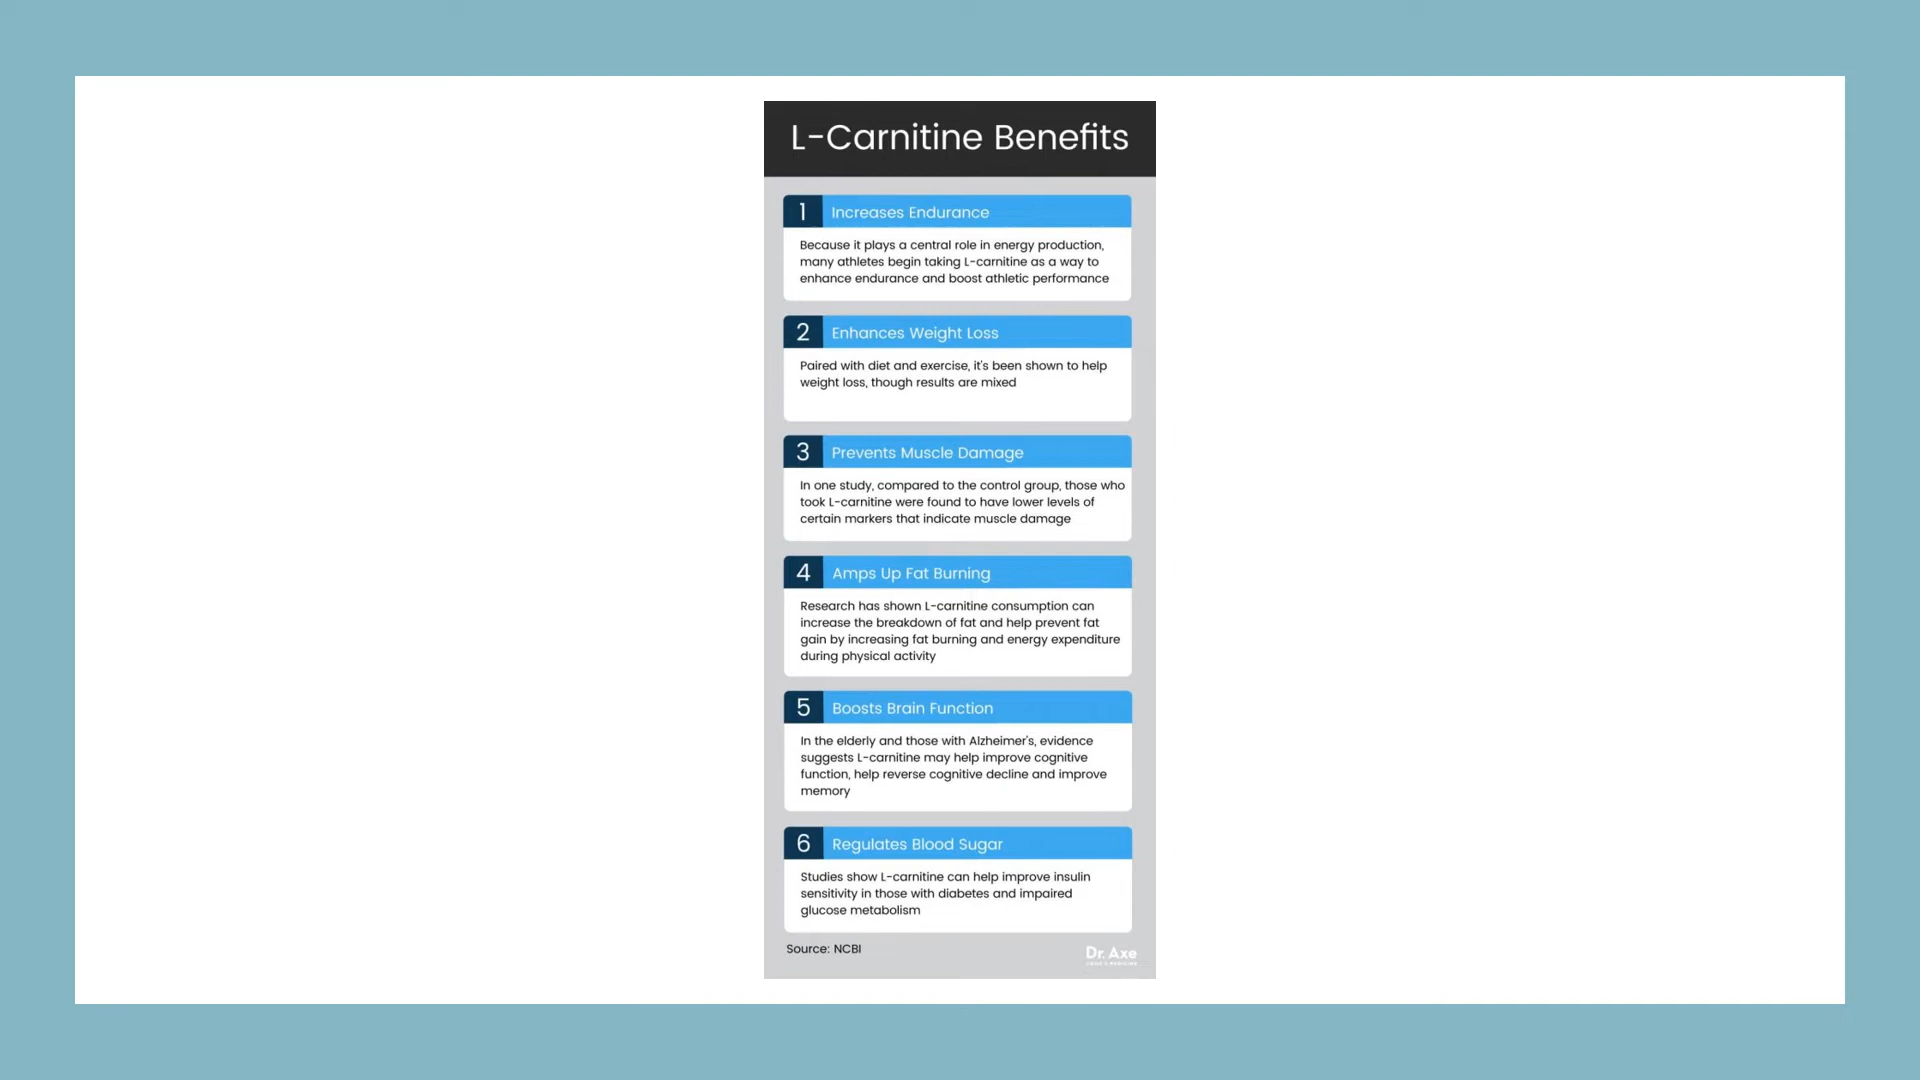 L-Carnitine Benefits
1 Increases Endurance
Because it plays a central role in energy production,
many athletes begin taking L-carnitine as a way to
enhance endurance and boost athletic performance
2 Enhances Weight Loss
Paired with diet and exercise, it's been shown to help
weight loss, though results are mixed
3 Prevents Muscle Damage
In one study, compared to the control group, those who
took L-carnitine were found to have lower levels of
certain markers that indicate muscle damage
4 Amps Up Fat Burning
Research has shown L-carnitine consumption can
increase the breakdown of fat and help prevent fat
gain by increasing fat burning and energy expenditure
during physical activity
5 Boosts Brain Function
In the elderly and those with Alzheimer's, evidence
suggests L-carnitine may help improve cognitive
function, help reverse cognitive decline and improve
memory
6 Regulates Blood Sugar
Studies show L-carnitine can help improve insulin
sensitivity in those with diabetes and impaired
glucose metabolism
Source: NCBI
Dr. Axe